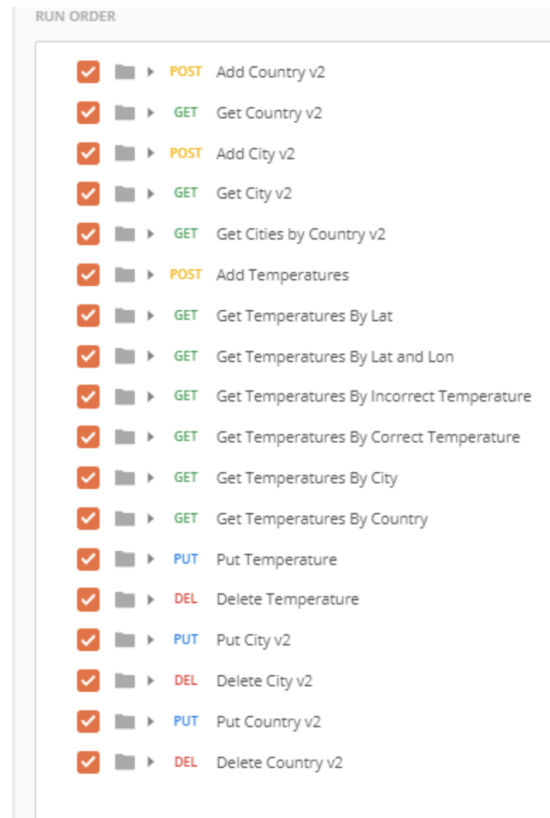 RUN ORDER
POST Add Country v2
GET Get Country v2
POST Add City v2
GET Get City v2
GET Get Cities by Country v2
POST Add Temperatures
GET Get Temperatures By Lat
GET Get Temperatures By Lat and Lon
GET Get Temperatures By Incorrect Temperature
GET Get Temperatures By Correct Temperature
GET Get Temperatures By City
GET Get Temperatures By Country
PUT Put Temperature
DEL Delete Temperature
PUT Put City v2
DEL Delete City v2
PUT Put Country v2
DEL Delete Country v2